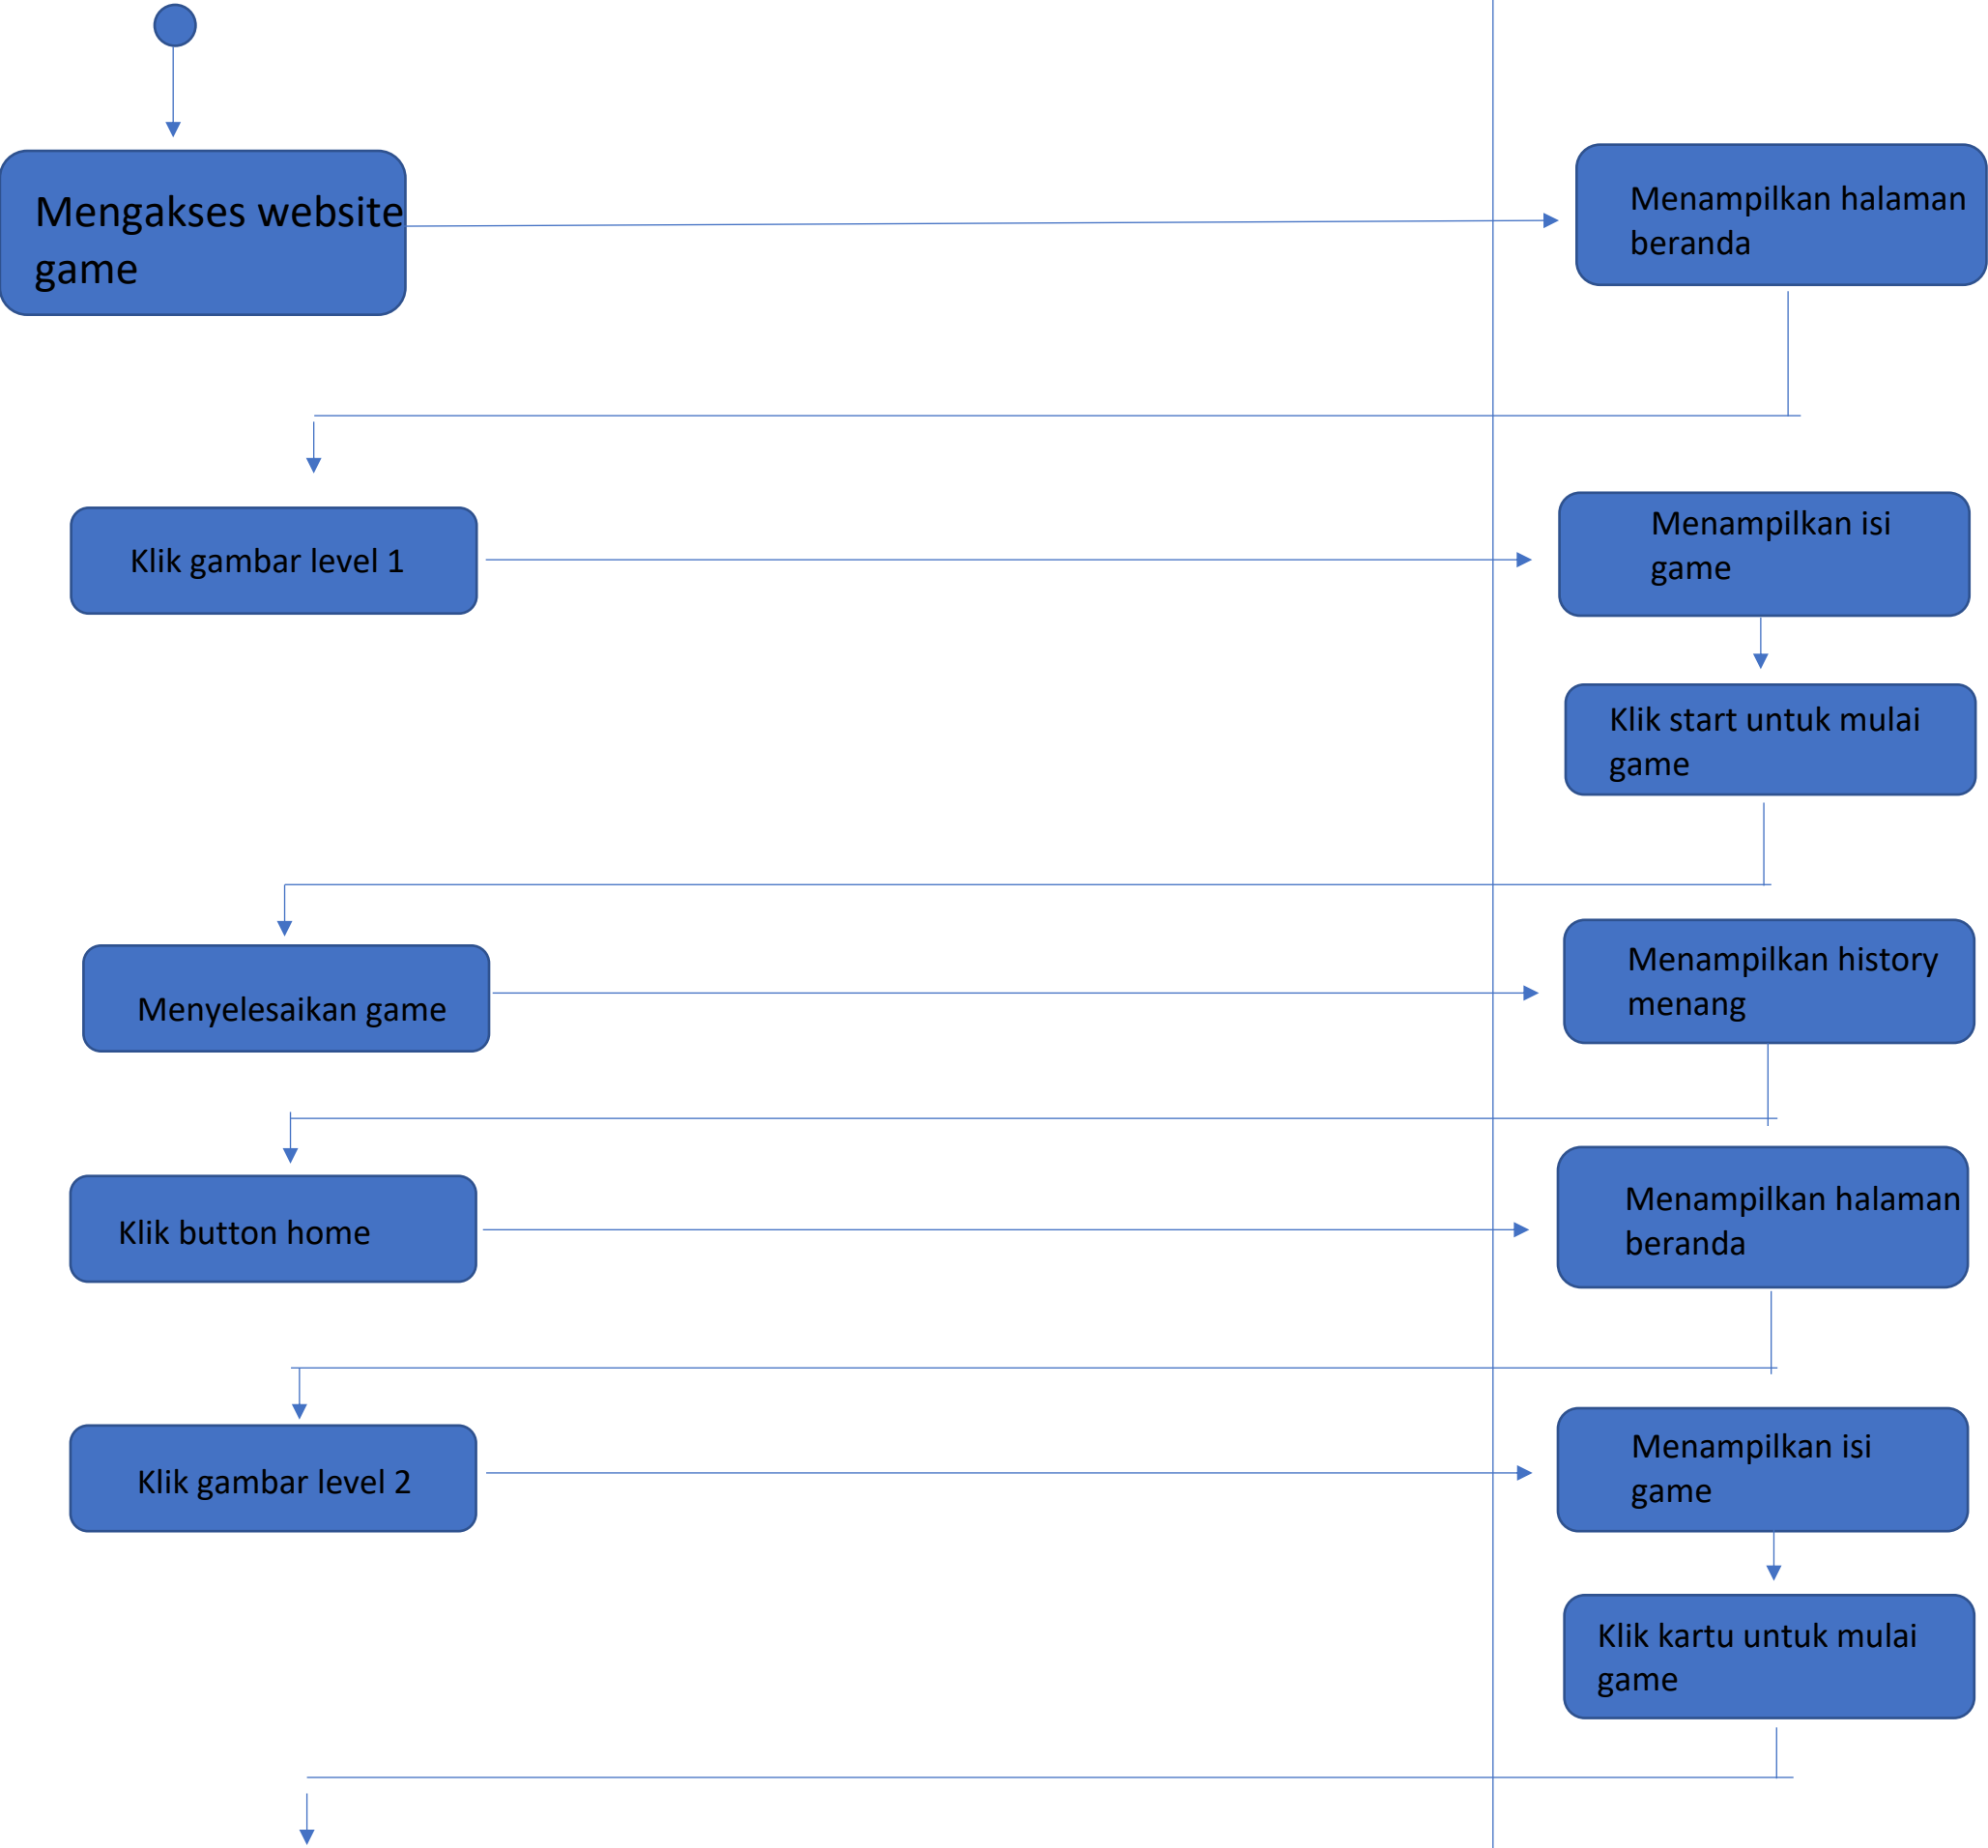 Mengakses website
game
Menampilkan halaman
beranda
Klik gambar level 1
Menampilkan isi
game
Klik start untuk mulai
game
Menyelesaikan game
Menampilkan history
menang
Klik button home
Menampilkan halaman
beranda
Klik gambar level 2
Menampilkan isi
game
Klik kartu untuk mulai
game